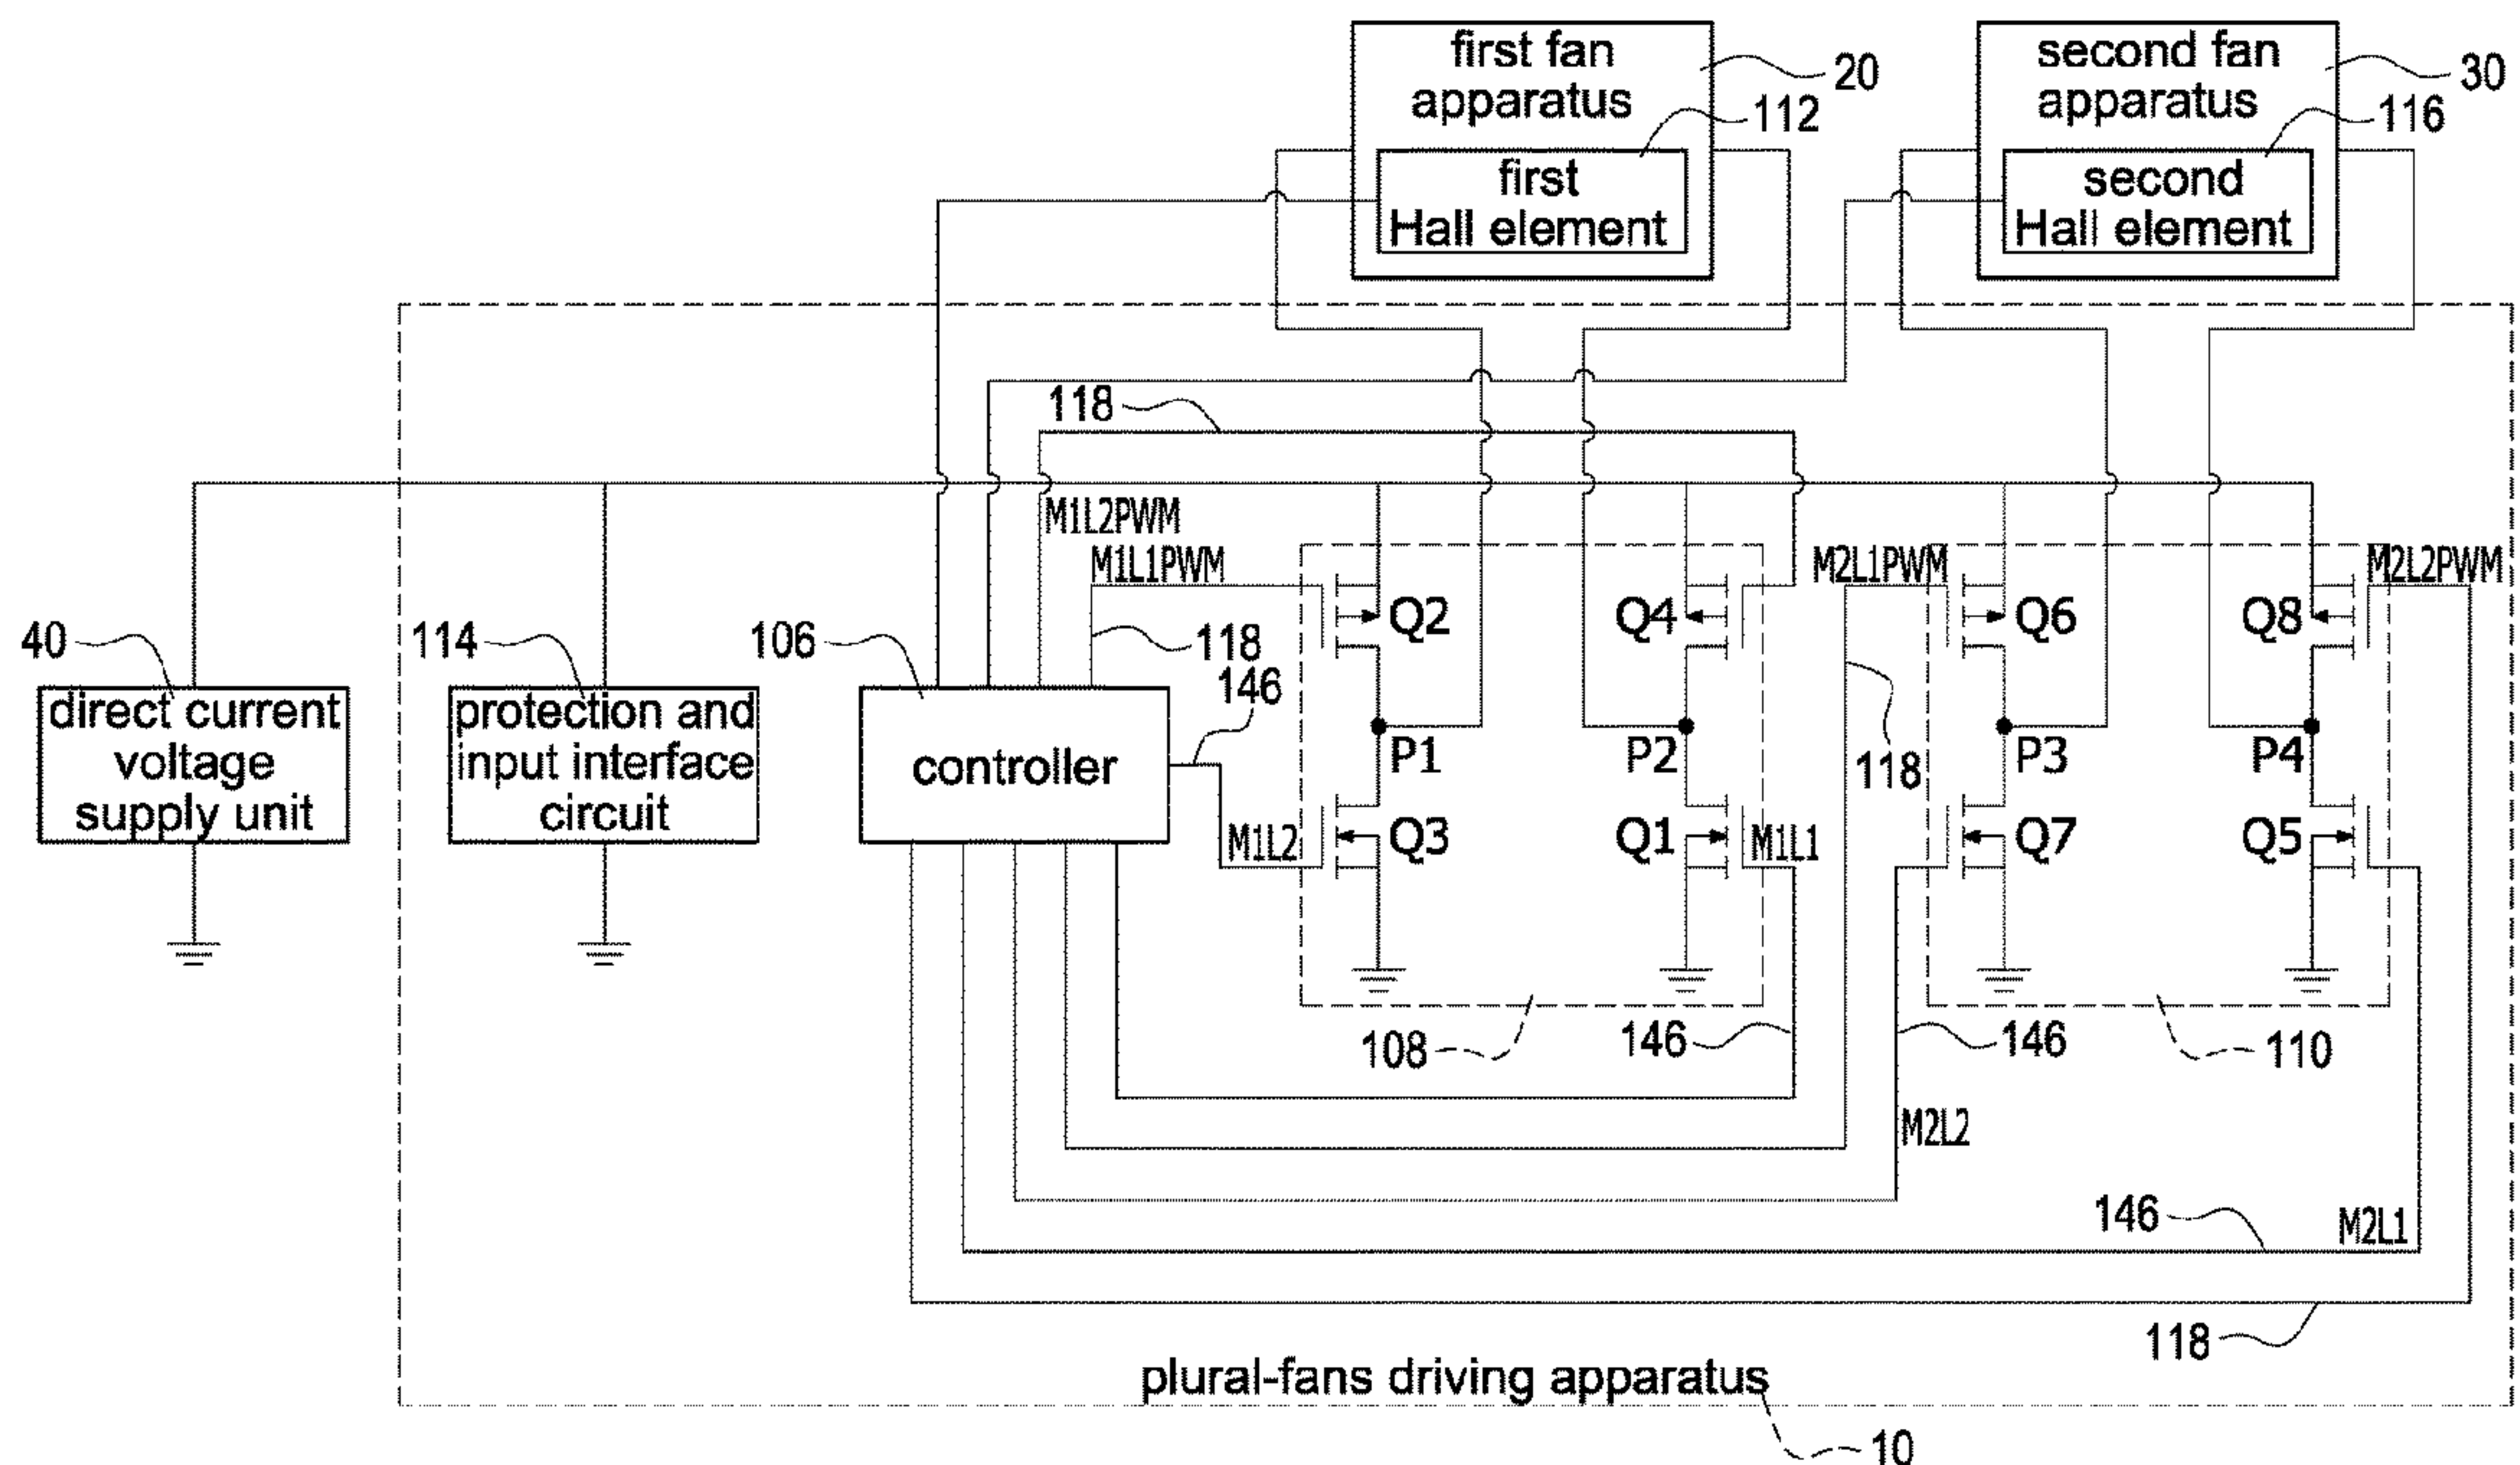 first fan
apparatus
20
112
first
Hall element
second fan
apparatus
30
116
second
Hall element
118
M1L2PWM
M1L1PWM
M2L1PWM
M2L2PWM
Q2
Q4
Q6
Q8
40
114
106
118
146
direct current
voltage
supply unit
protection and
input interface
circuit
controller
P1
P2
118
P3
P4
M1L2
Q3
Q1
M1L1
Q7
Q5
108
146
146
110
M2L2
146
M2L1
118
plural-fans driving apparatus
10